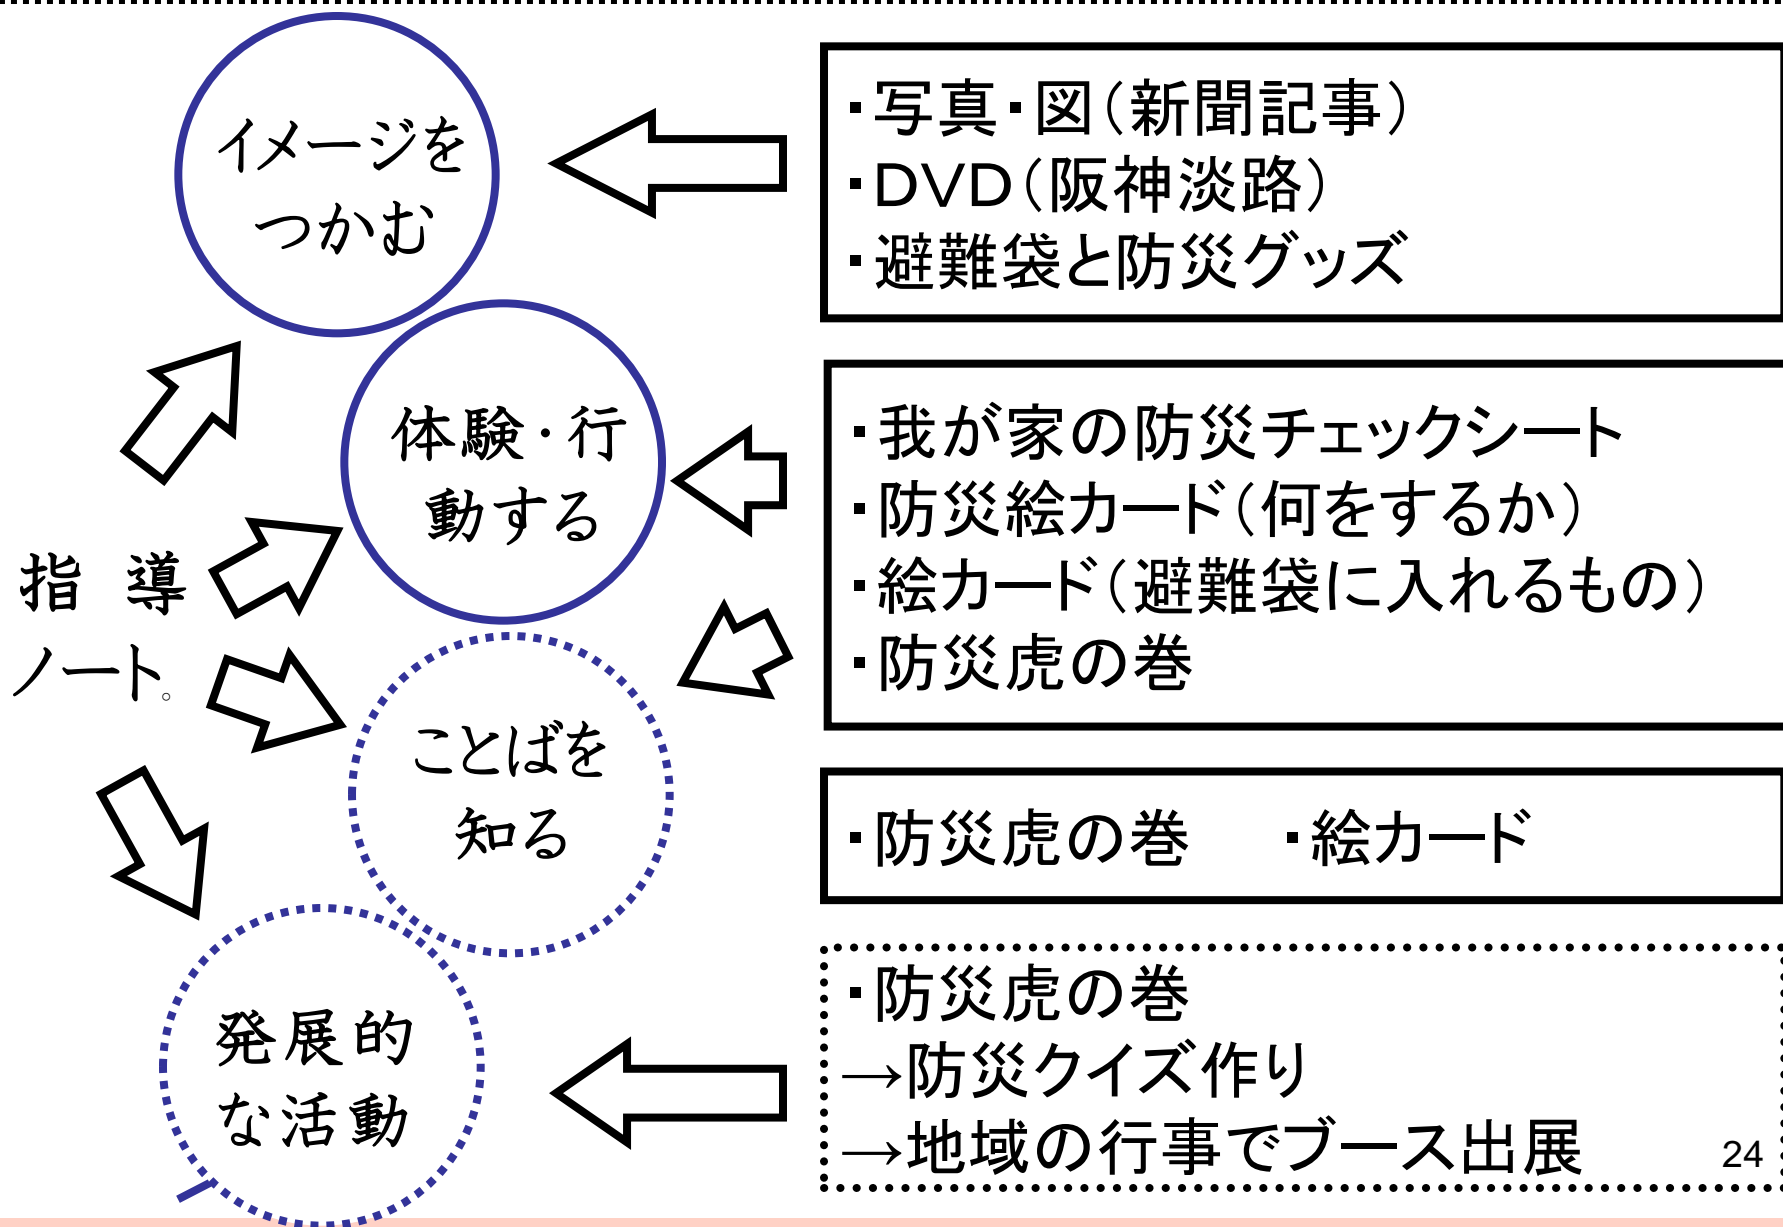 イメージを
つかむ
・写真・図（新聞記事）
・DVD（阪神淡路）
・避難袋と防災グッズ
体験・行
動する
・我が家の防災チェックシート
・防災絵カード（何をするか）
・絵カード（避難袋に入れるもの）
・防災虎の巻
指 導
ノート。
ことばを
知る
・防災虎の巻 ・絵カード
発展的
な活動
・防災虎の巻
→防災クイズ作り
→地域の行事でブース出展
24